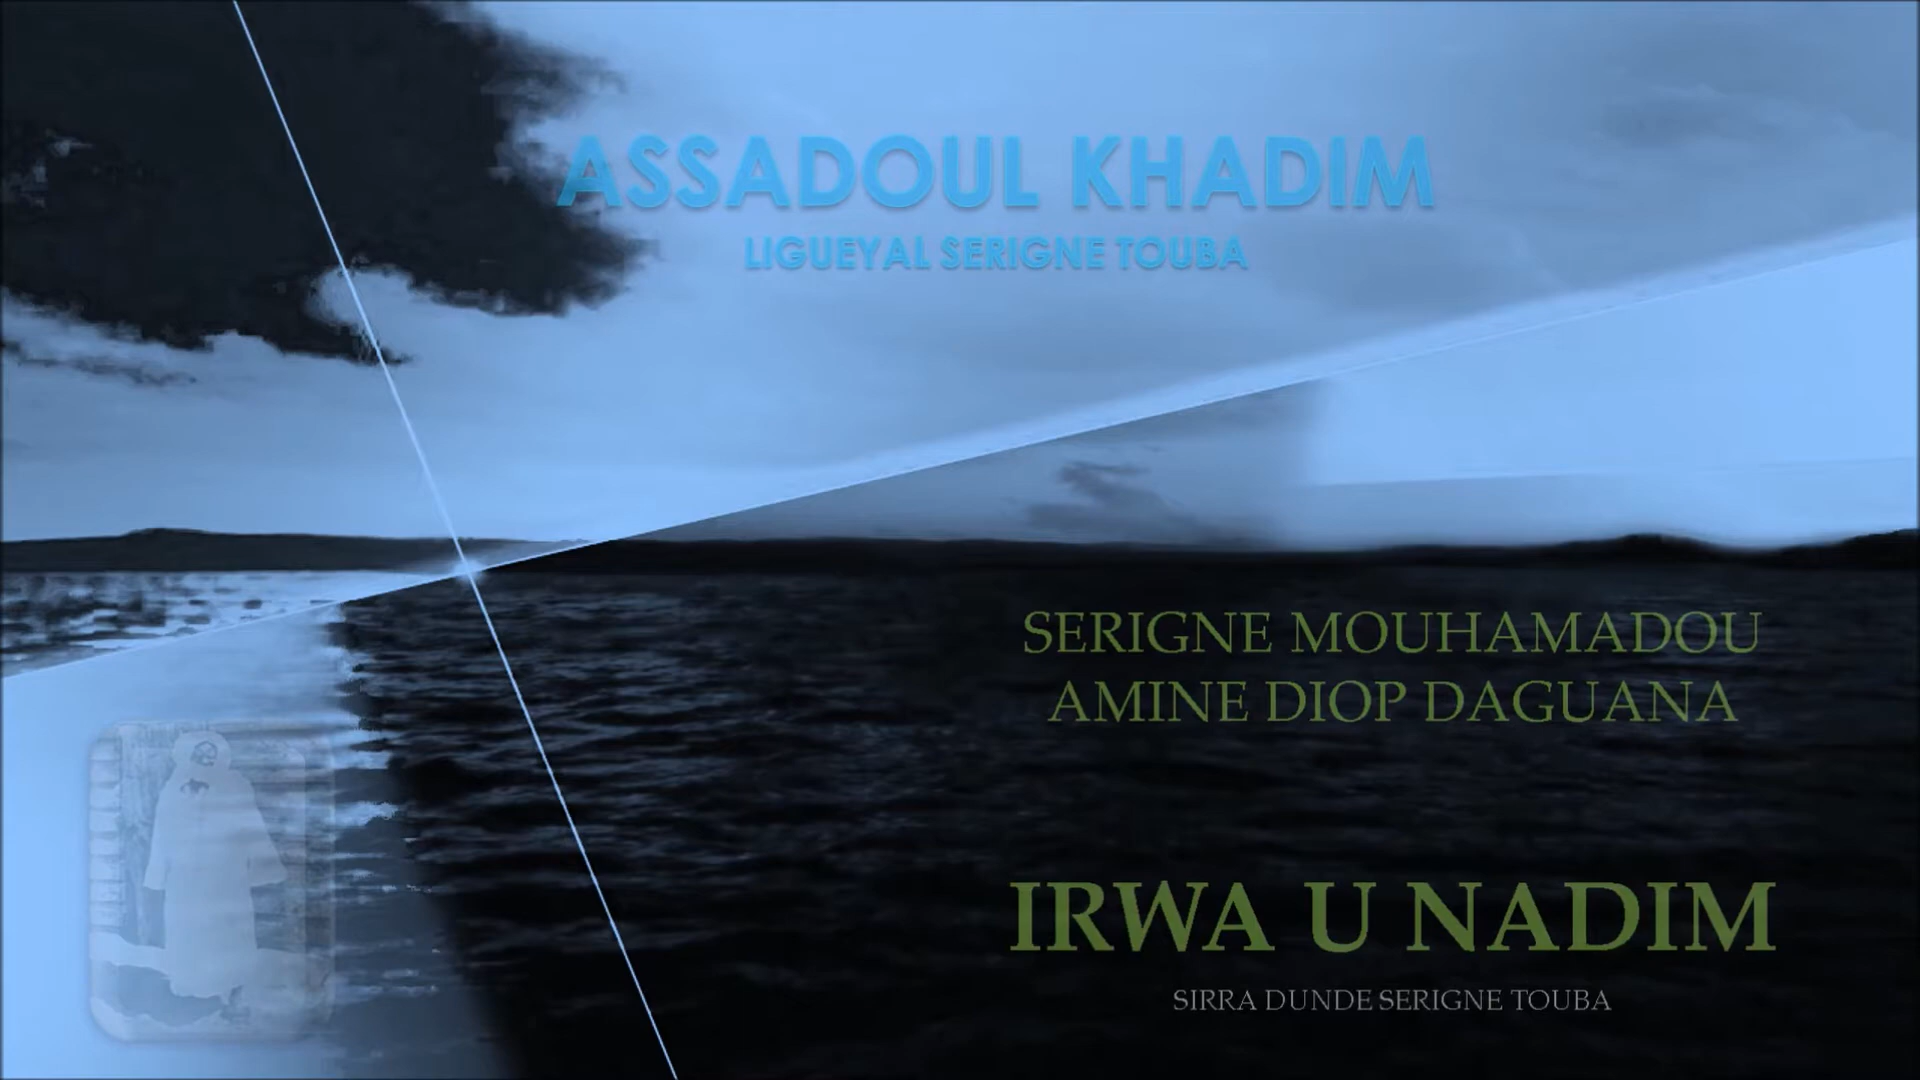 ASSADOUL KHADIM
LIGUEYAL SERIGNE TOUBA
SERIGNE MOUHAMADOU
AMINE DIOP DAGUANA
IRWA U NADIM
SIRRA DUNDE SERIGNE TOUBA